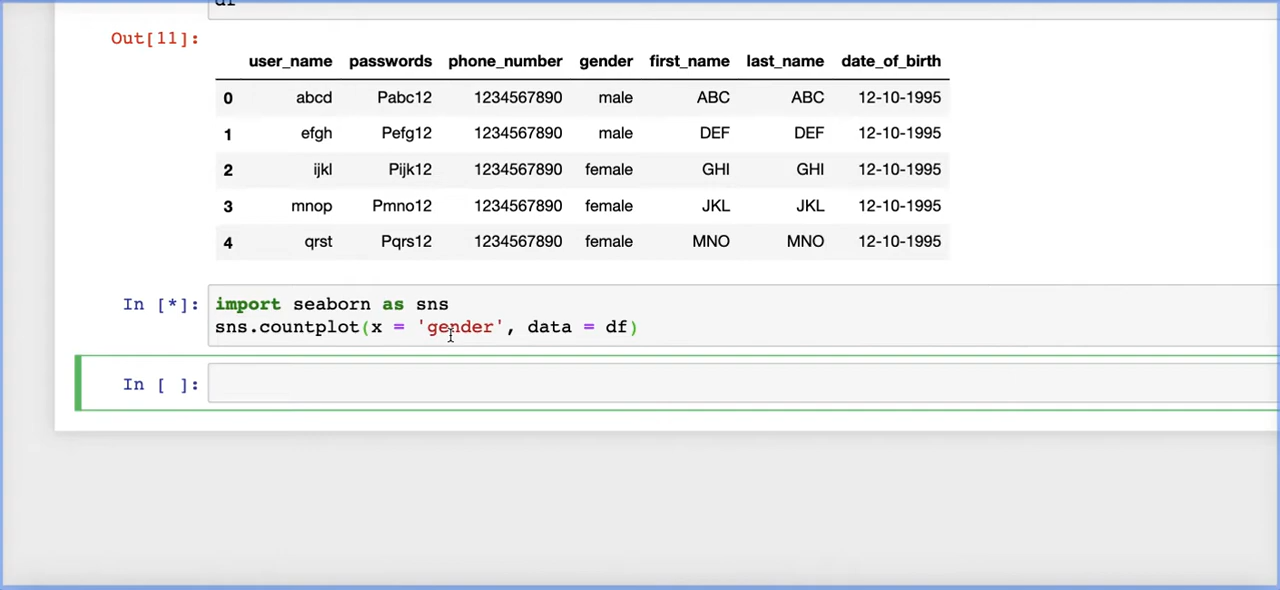 df
Out[11]:
user_name passwords phone_number gender first_name last_name date_of_birth
0 abcd Pabc12 1234567890 male ABC ABC 12-10-1995
1 efgh Pefg12 1234567890 male DEF DEF 12-10-1995
2 ijkl Pijk12 1234567890 female GHI GHI 12-10-1995
3 mnop Pmno12 1234567890 female JKL JKL 12-10-1995
4 qrst Pqrs12 1234567890 female MNO MNO 12-10-1995
In [*]: import seaborn as sns
sns.countplot(x = 'gender', data = df)
In [ ]: